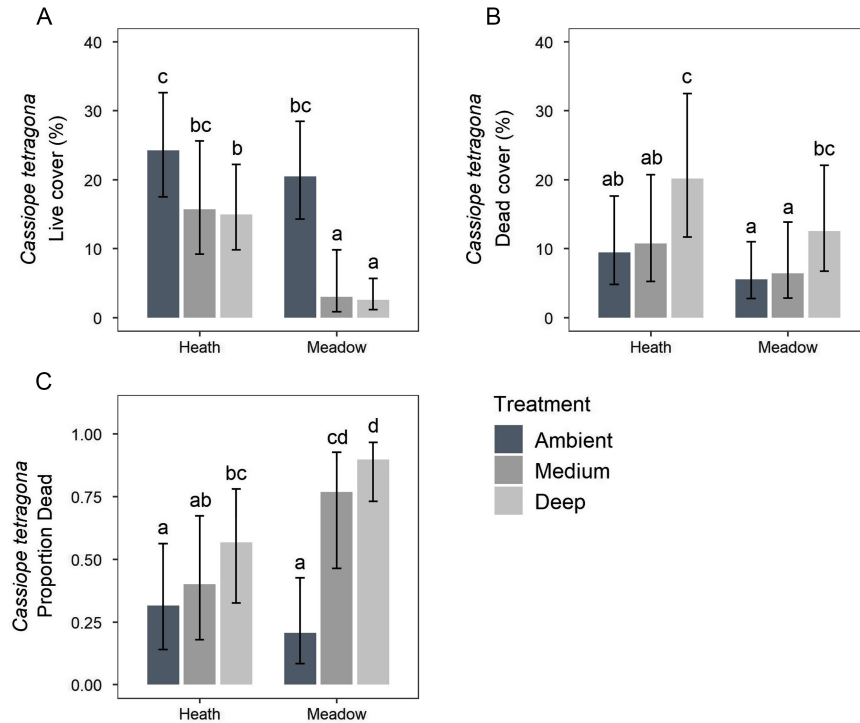 A
Cassiope tetragona
Live cover (%)
40
30
20
10
0
c
bc
b
bc
a
a
Heath
Meadow
B
Cassiope tetragona
Dead cover (%)
40
30
20
10
0
ab
ab
c
a
a
bc
Heath
Meadow
C
Cassiope tetragona
Proportion Dead
1.00
0.75
0.50
0.25
0.00
a
ab
bc
a
cd
d
Heath
Meadow
Treatment
Ambient
Medium
Deep